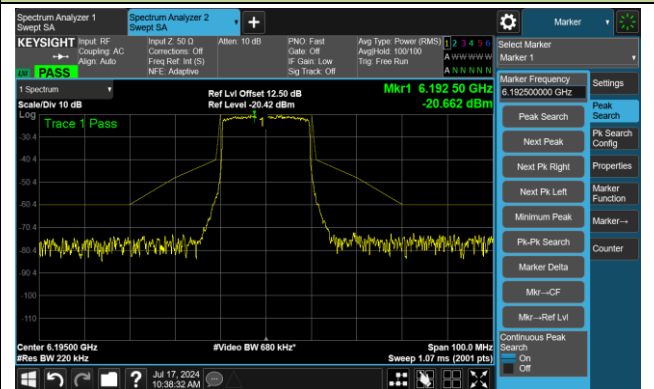 Spectrum Analyzer 1
Swept SA
Spectrum Analyzer 2
Swept SA
+
Marker
KEYSIGHT
Input: RF
Coupling: AC
Align: Auto
Input Z: 50 Ω
Corrections: Off
Freq Ref: Int (S)
NFE: Adaptive
Atten: 10 dB
PNO: Fast
Gate: Off
IF Gain: Low
Sig Track: Off
Avg Type: Power (RMS)
Avg|Hold: 100/100
Trig: Free Run
1 2 3 4 5 6
A W W W W W
A N N N N N
PASS
Select Marker
Marker 1
Marker Frequency
6.192500000 GHz
Settings
Peak Search
Peak Search
Next Peak
Pk Search Config
Next Pk Right
Properties
Next Pk Left
Marker Function
Minimum Peak
Marker→
Pk-Pk Search
Counter
Marker Delta
Mkr→CF
Mkr→Ref Lvl
Continuous Peak Search
On
Off
1 Spectrum
Scale/Div 10 dB
Ref Lvl Offset 12.50 dB
Ref Level -20.42 dBm
Mkr1 6.192 50 GHz
-20.662 dBm
Log
Trace 1 Pass
1
-30.4
-40.4
-50.4
-60.4
-70.4
-80.4
-90.4
-100
-110
Center 6.19500 GHz
#Res BW 220 kHz
#Video BW 680 kHz*
Span 100.0 MHz
Sweep 1.07 ms (2001 pts)
?
Jul 17, 2024
10:38:32 AM